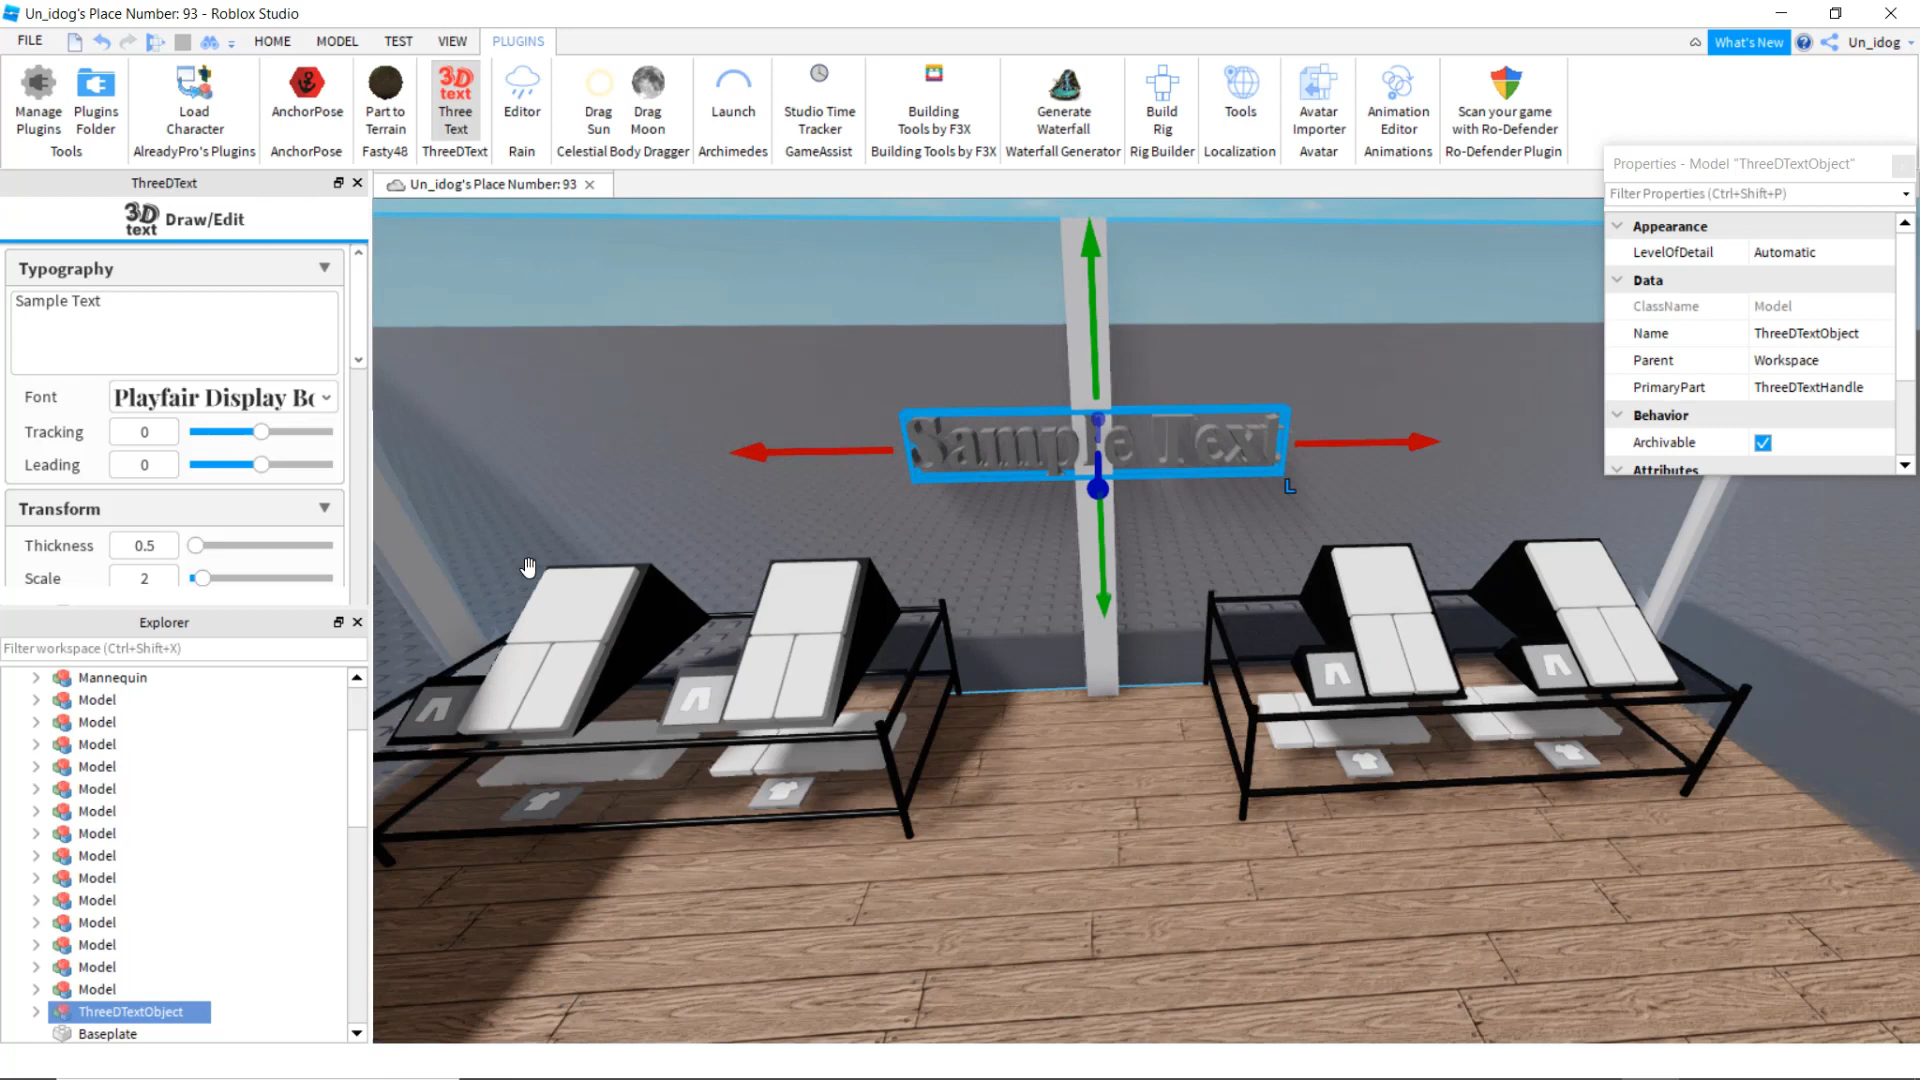 Un_idog's Place Number: 93 - Roblox Studio
FILE
HOME
MODEL
TEST
VIEW
PLUGINS
What's New
Un_idog
Manage Plugins
Plugins Folder
Load Character
AnchorPose
Part to Terrain
3D text
Three Text
Editor
Drag Sun
Drag Moon
Launch
Studio Time Tracker
Building Tools by F3X
Generate Waterfall
Build Rig
Tools
Avatar Importer
Animation Editor
Scan your game with Ro-Defender
Tools
AlreadyPro's Plugins
AnchorPose
Fasty48
ThreeDText
Rain
Celestial Body Dragger
Archimedes
GameAssist
Building Tools by F3X
Waterfall Generator
Rig Builder
Localization
Avatar
Animations
Ro-Defender Plugin
ThreeDText
3D text
Draw/Edit
Typography
Sample Text
Font
Playfair Display Bo
Tracking
0
Leading
0
Transform
Thickness
0.5
Scale
2
Explorer
Filter workspace (Ctrl+Shift+X)
Mannequin
Model
Model
Model
Model
Model
Model
Model
Model
Model
Model
Model
Model
Model
Model
ThreeDTextObject
Baseplate
Un_idog's Place Number: 93
Sample Text
L
Properties - Model "ThreeDTextObject"
Filter Properties (Ctrl+Shift+P)
Appearance
LevelOfDetail
Automatic
Data
ClassName
Model
Name
ThreeDTextObject
Parent
Workspace
PrimaryPart
ThreeDTextHandle
Behavior
Archivable
Attributes